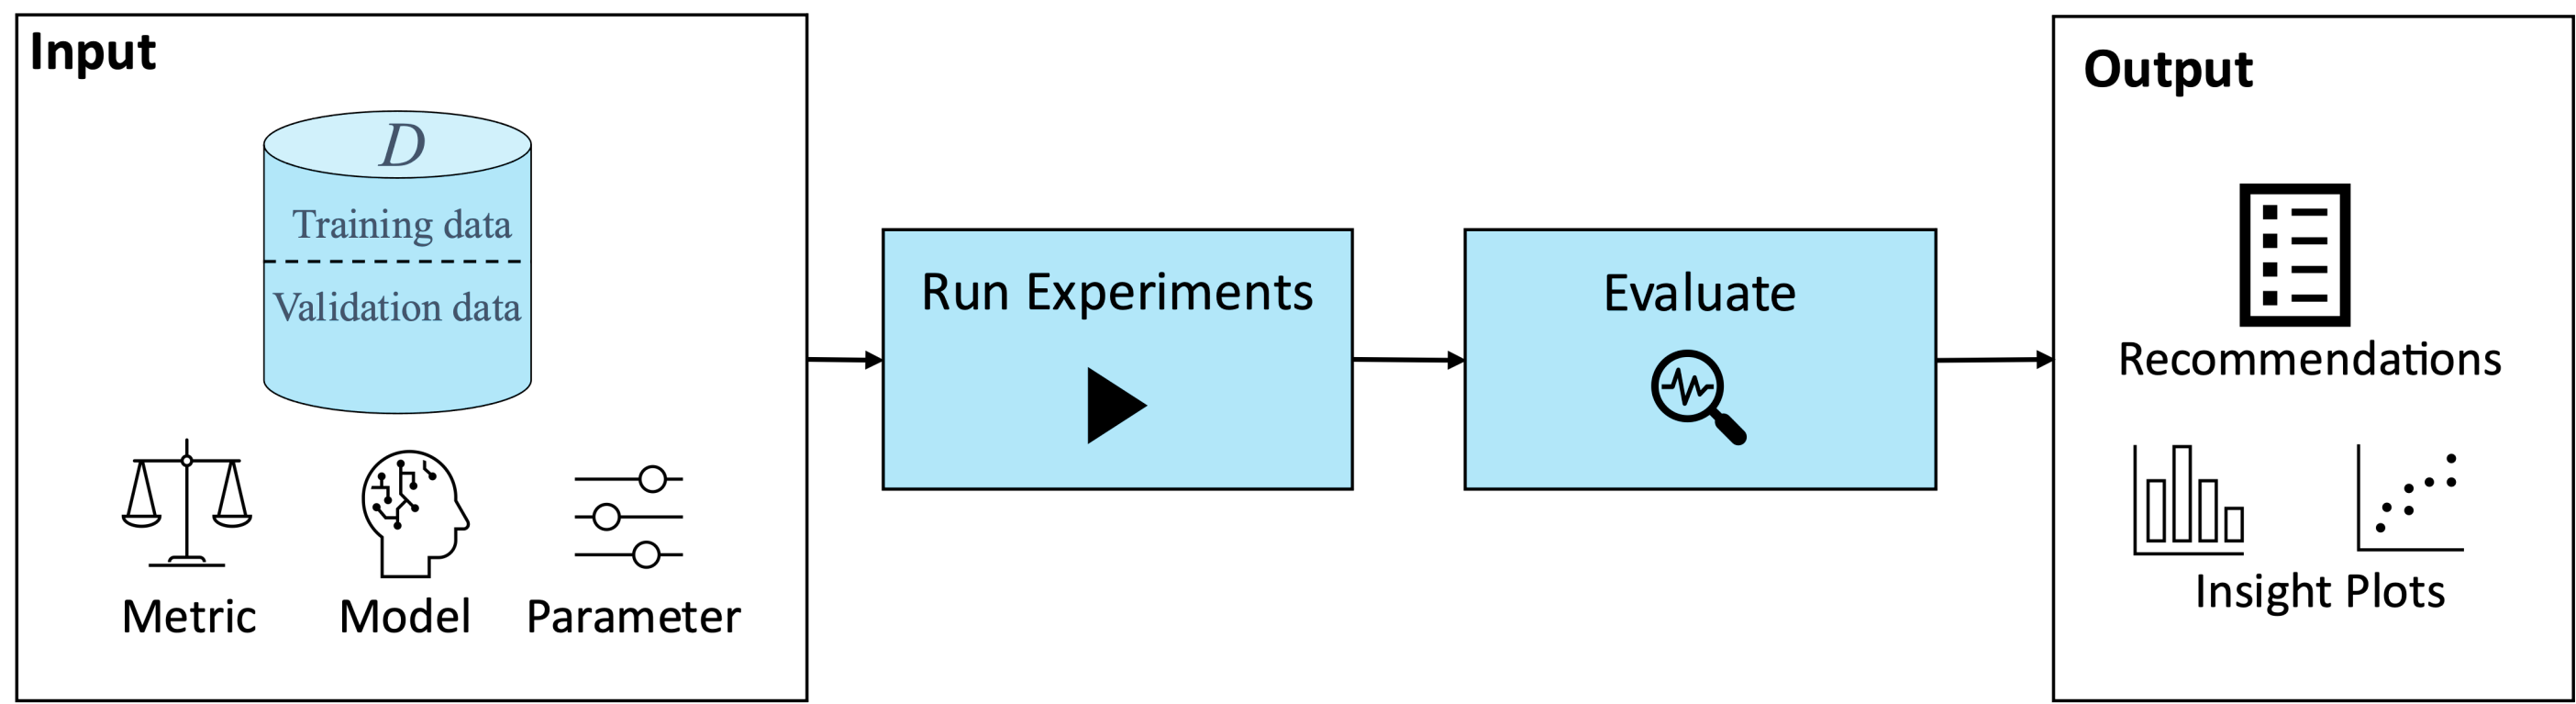 Input
D
Training data
Validation data
Metric
Model
Parameter
Run Experiments
Evaluate
Output
Recommendations
Insight Plots